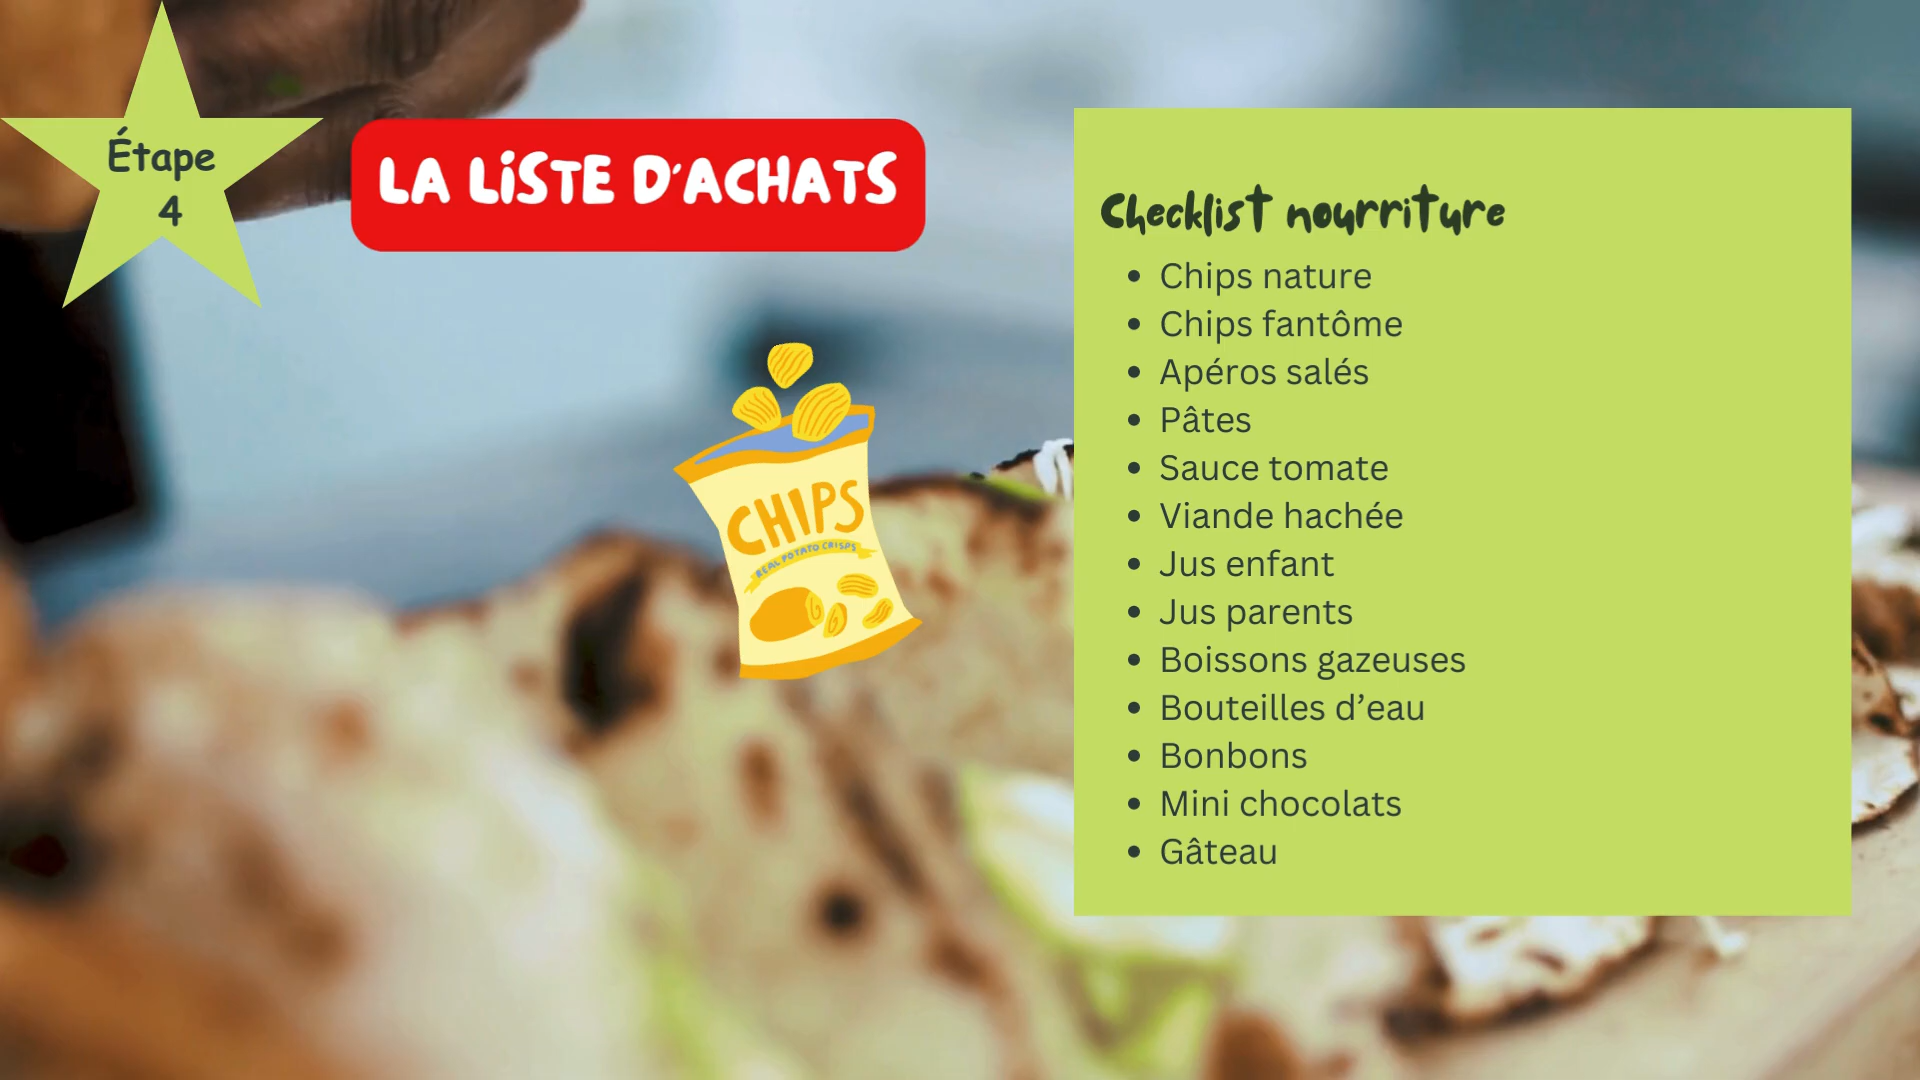 Étape
4
LA LISTE D'ACHATS
CHIPS
REAL POTATO CRISPS
Checklist nourriture
• Chips nature
• Chips fantôme
• Apéros salés
• Pâtes
• Sauce tomate
• Viande hachée
• Jus enfant
• Jus parents
• Boissons gazeuses
• Bouteilles d’eau
• Bonbons
• Mini chocolats
• Gâteau